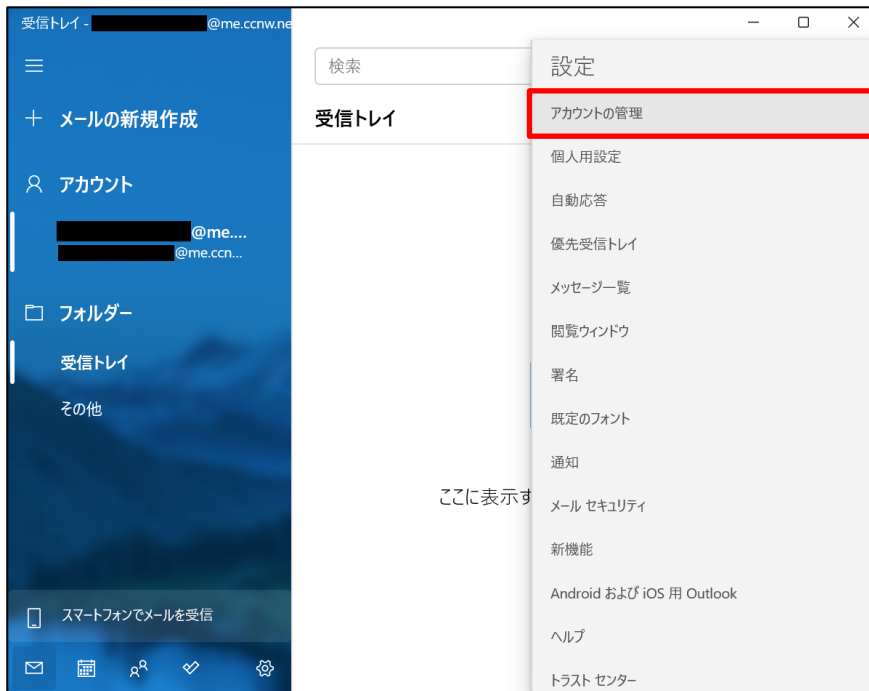 受信トレイ - @me.ccnw.ne
検索
設定
メールの新規作成
受信トレイ
アカウントの管理
個人用設定
アカウント
自動応答
@me....
@me.ccn...
優先受信トレイ
メッセージ一覧
フォルダー
閲覧ウィンドウ
受信トレイ
署名
その他
既定のフォント
通知
ここに表示す
メール セキュリティ
新機能
Android および iOS 用 Outlook
スマートフォンでメールを受信
ヘルプ
トラスト センター